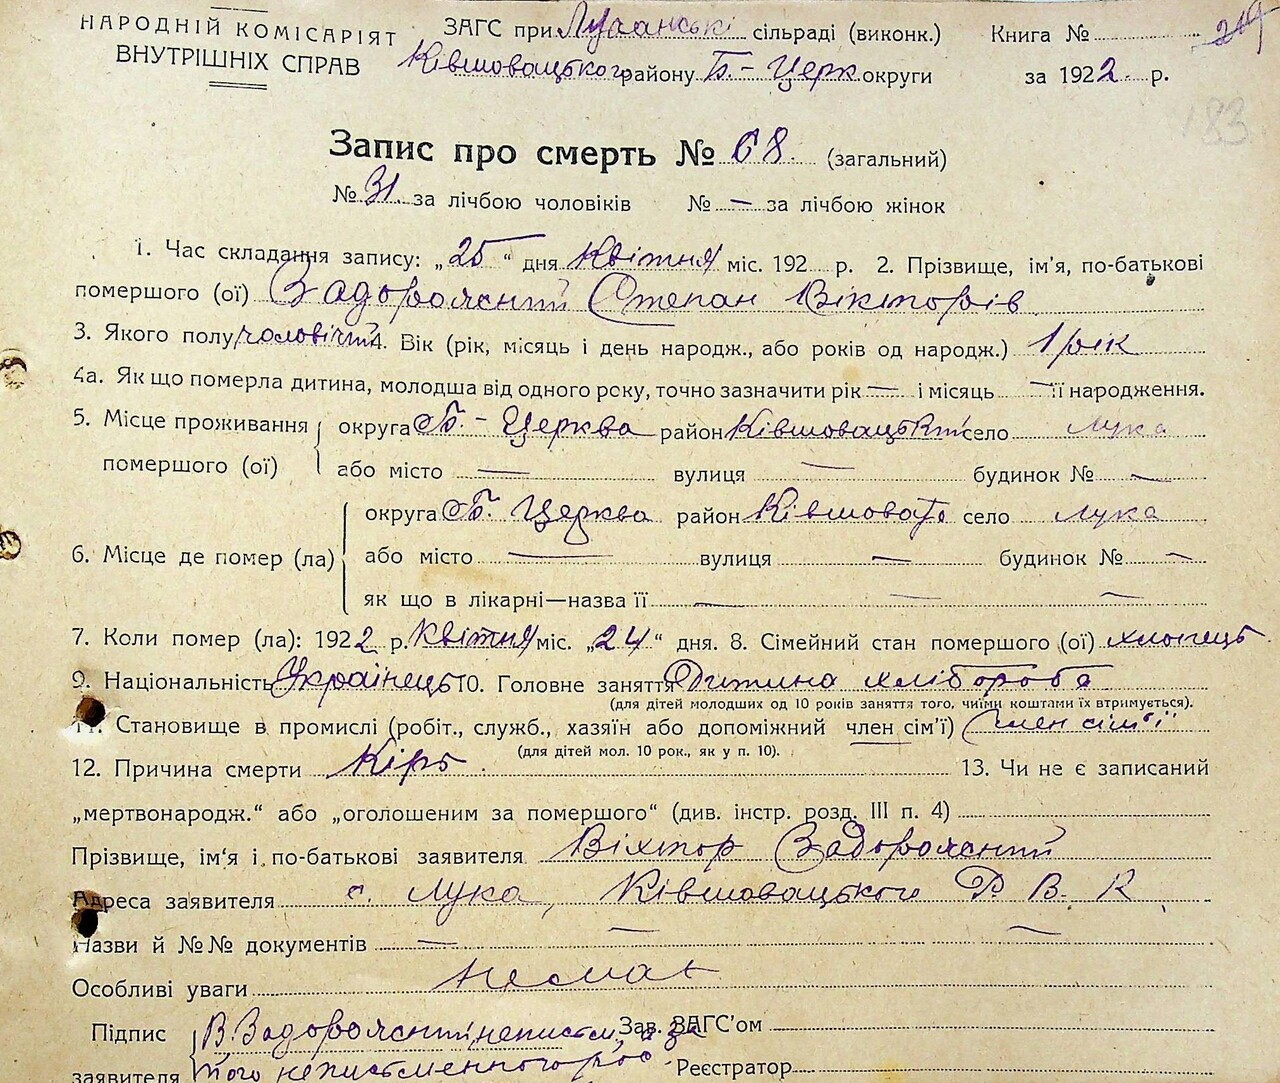 НАРОДНІЙ КОМІСАРІЯТ ЗАГС при Луганські сільраді (виконк.) Книга № 219
ВНУТРІШНІХ СПРАВ Ківшовацького району Б.-Церк округи за 1922 р.
183
Запис про смерть № 68. (загальний)
№ 31. за лічбою чоловіків № — за лічбою жінок
1. Час складання запису: „25“ дня Квітня міс. 192 р. 2. Прізвище, ім'я, по-батькові
помершого (ої) Задорожний Степан Вікторів
3. Якого полу чоловічий 4. Вік (рік, місяць і день народж., або років од народж.) 1 рік
4а. Як що померла дитина, молодша від одного року, точно зазначити рік — і місяць — її народження.
5. Місце проживання округа Б.-Церква район Ківшовацький село Лука
помершого (ої) або місто — вулиця — будинок № —
округа Б. Церква район Ківшоват село Лука
6. Місце де помер (ла) або місто — вулиця — будинок № —
як що в лікарні—назва її — — —
7. Коли помер (ла): 1922 р. Квітня міс. „24“ дня. 8. Сімейний стан помершого (ої) хлопець
9. Національність Українець 10. Головне заняття Дитина хлібороба
(для дітей молодших од 10 років заняття того, чиїми коштами їх втримується).
11. Становище в промислі (робіт., служб., хазяїн або допоміжний член сім'ї) член сім'ї
(для дітей мол. 10 рок., як у п. 10).
12. Причина смерти Кір 13. Чи не є записаний
„мертвонародж.“ або „оголошеним за помершого“ (див. інстр. розд. III п. 4)
Прізвище, ім'я і по-батькові заявителя Віктор Задорожний
Адреса заявителя с. Лука, Ківшовацького Р. В. К
Назви й №№ документів — — —
Особливі уваги немає
Підпис В. Задорожний неписьм, а за Зав. ЗАГС'ом
заявителя того неписьменного Реєстратор